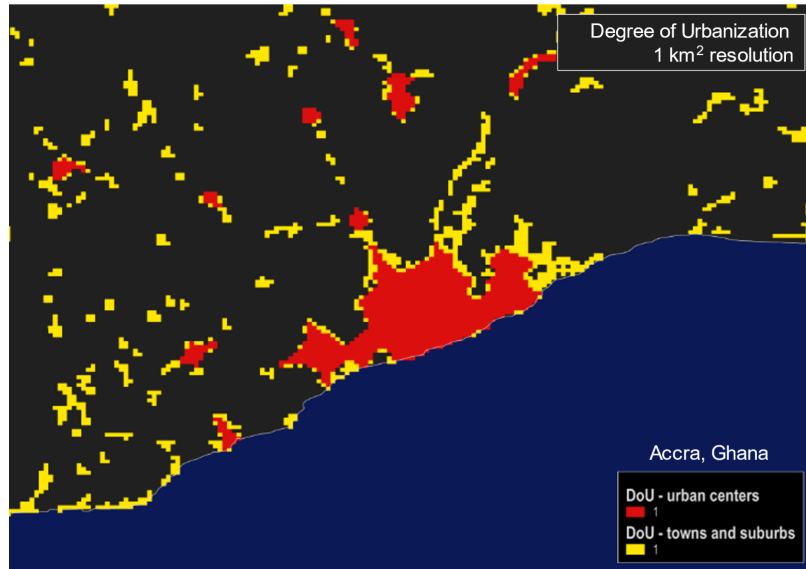 Degree of Urbanization
1 km² resolution
Accra, Ghana
DoU - urban centers
1
DoU - towns and suburbs
1